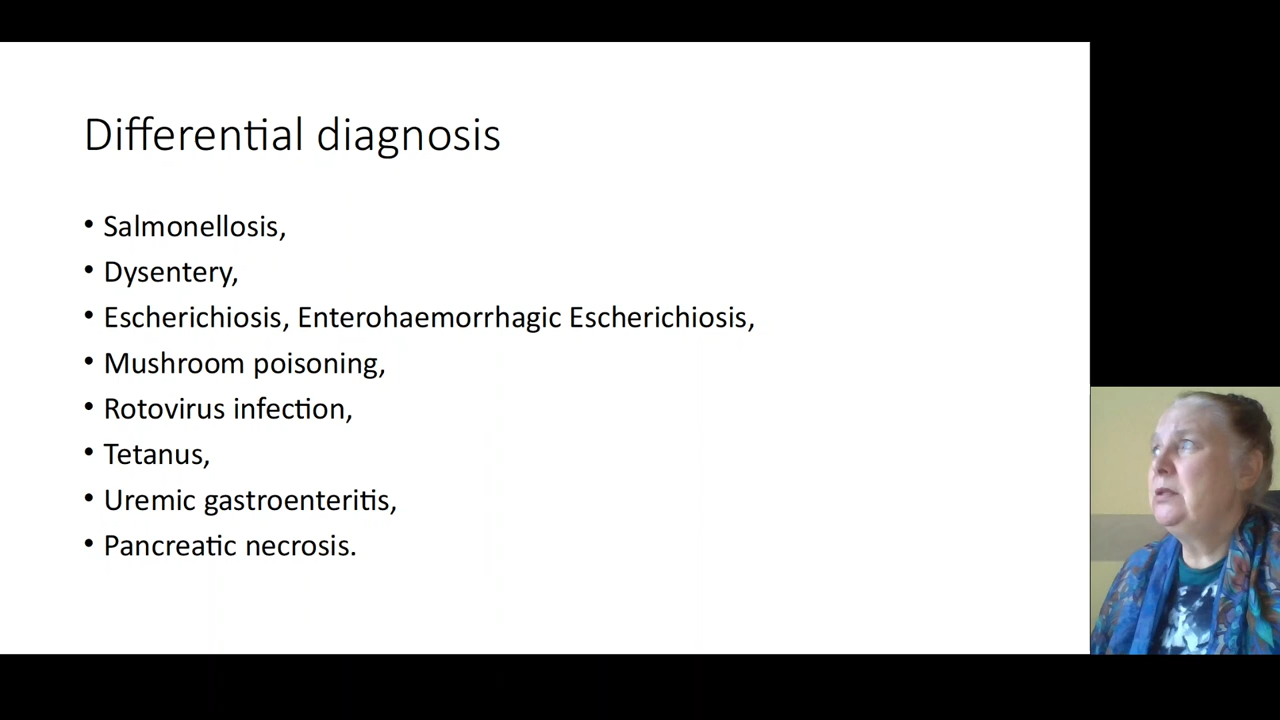 Differential diagnosis
• Salmonellosis,
• Dysentery,
• Escherichiosis, Enterohaemorrhagic Escherichiosis,
• Mushroom poisoning,
• Rotovirus infection,
• Tetanus,
• Uremic gastroenteritis,
• Pancreatic necrosis.